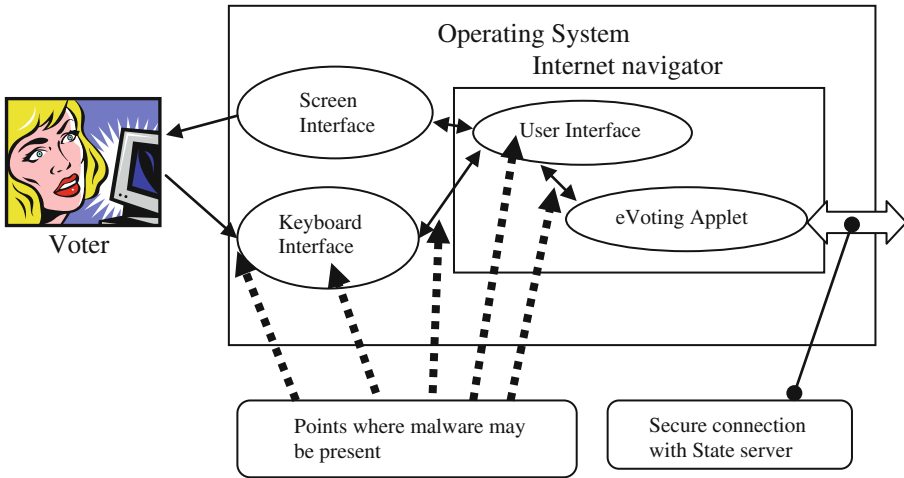 Operating System
Internet navigator
Screen
Interface
User Interface
eVoting Applet
Keyboard
Interface
Voter
Points where malware may
be present
Secure connection
with State server